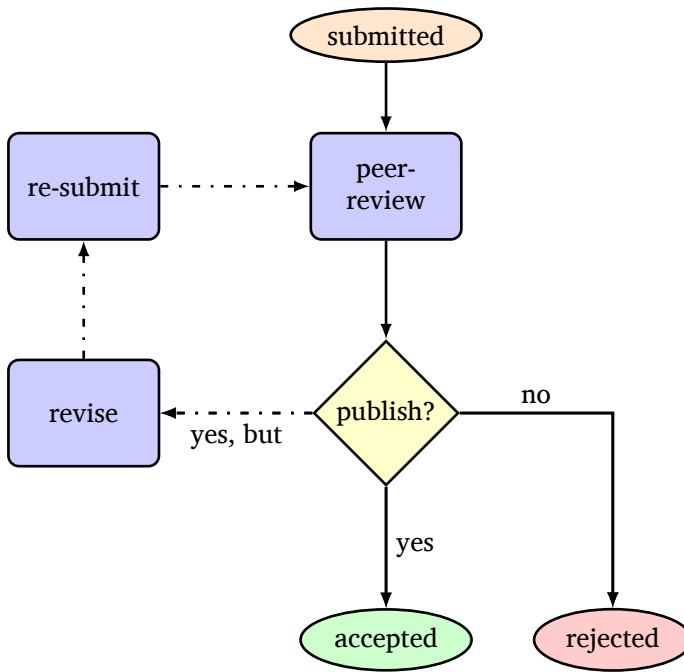 submitted
re-submit
peer-
review
revise
publish?
no
yes, but
yes
accepted
rejected